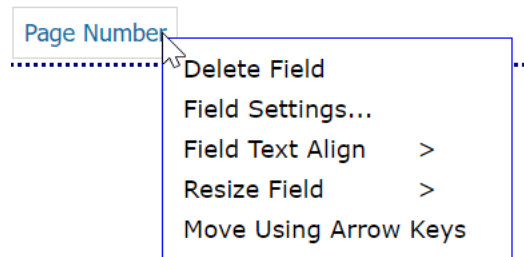 Page Number
Delete Field
Field Settings...
Field Text Align >
Resize Field >
Move Using Arrow Keys